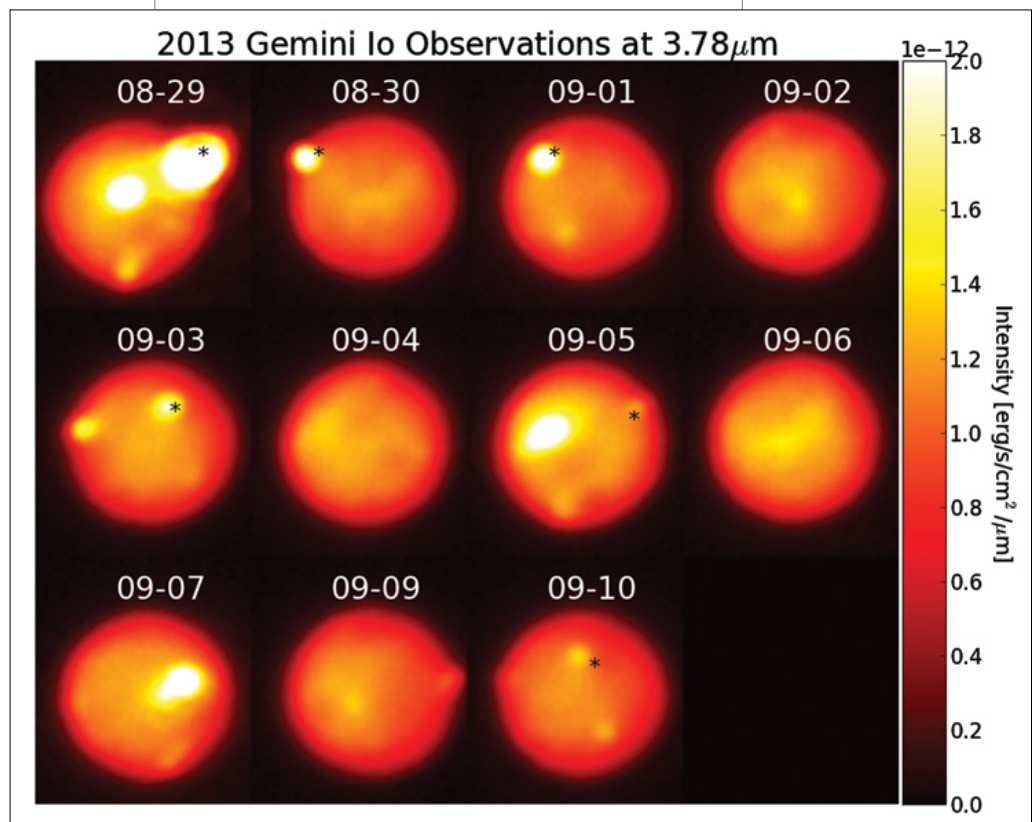 2013 Gemini Io Observations at 3.78μm
1e−12
08-29 08-30 09-01 09-02
* * *
09-03 09-04 09-05 09-06
* *
09-07 09-09 09-10
*
2.0
1.8
1.6
1.4
1.2
1.0
0.8
0.6
0.4
0.2
0.0
Intensity [erg/s/cm²/μm]